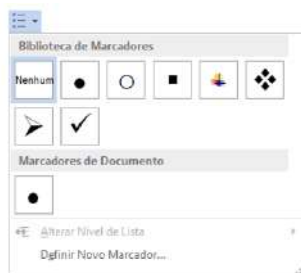 Biblioteca de Marcadores
Nenhum
Marcadores de Documento
Alterar Nível de Lista
Definir Novo Marcador...